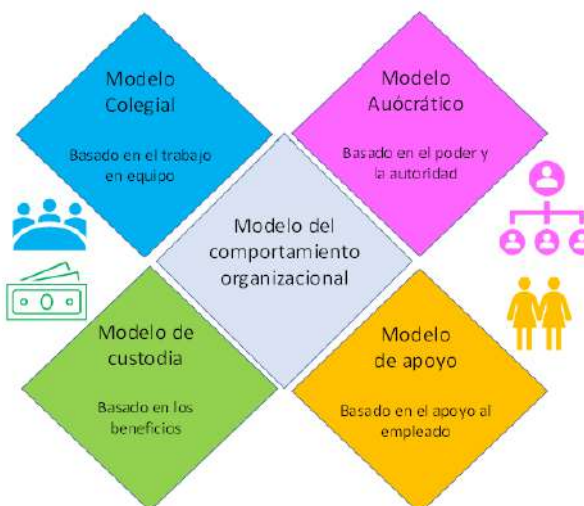 Modelo
Colegial
Basado en el trabajo
en equipo
Modelo
Auócrático
Basado en el poder y
la autoridad
Modelo del
comportamiento
organizacional
Modelo de
custodia
Basado en los
beneficios
Modelo
de apoyo
Basado en el apoyo al
empleado